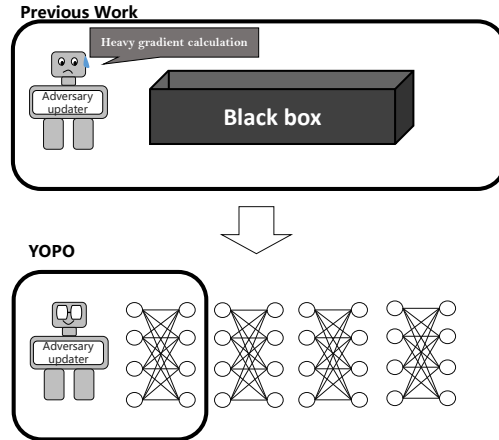 Previous Work
Heavy gradient calculation
Adversary
updater
Black box
YOPO
Adversary
updater